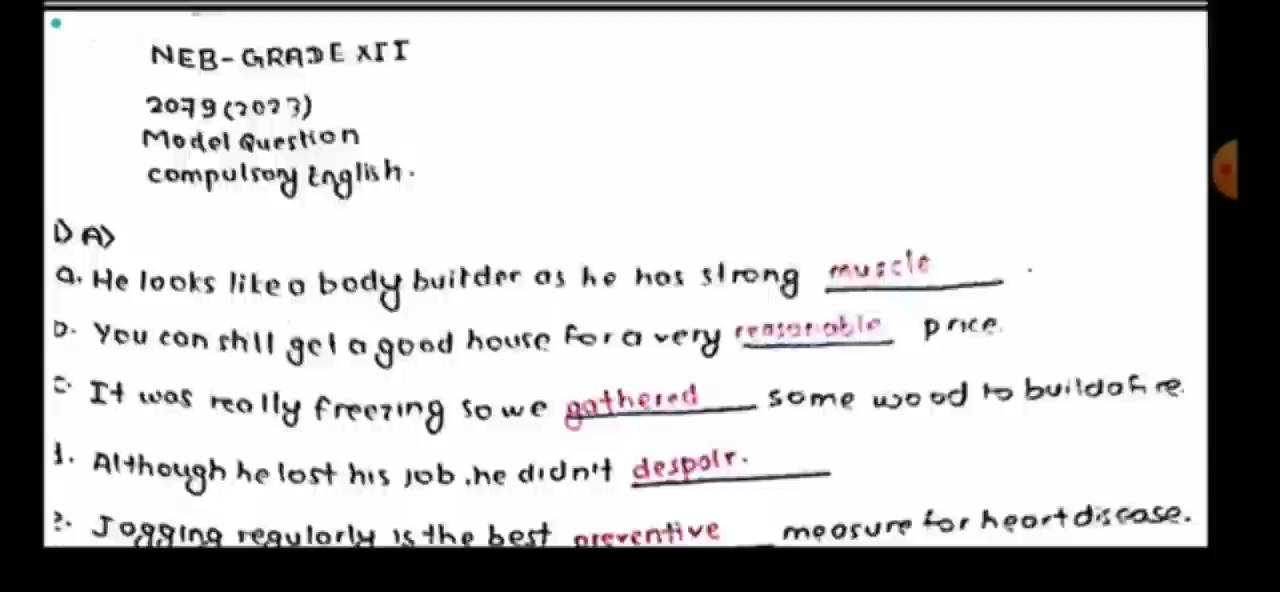 NEB-GRADE XII
2079 (2023)
Model Question
compulsory English.
1) A)
a. He looks like a body builder as he has strong muscle .
b. You can still get a good house for a very reasonable price.
c. It was really freezing so we gathered some wood to build a fire.
d. Although he lost his job, he didn't despair.
e. Jogging regularly is the best preventive measure for heart disease.